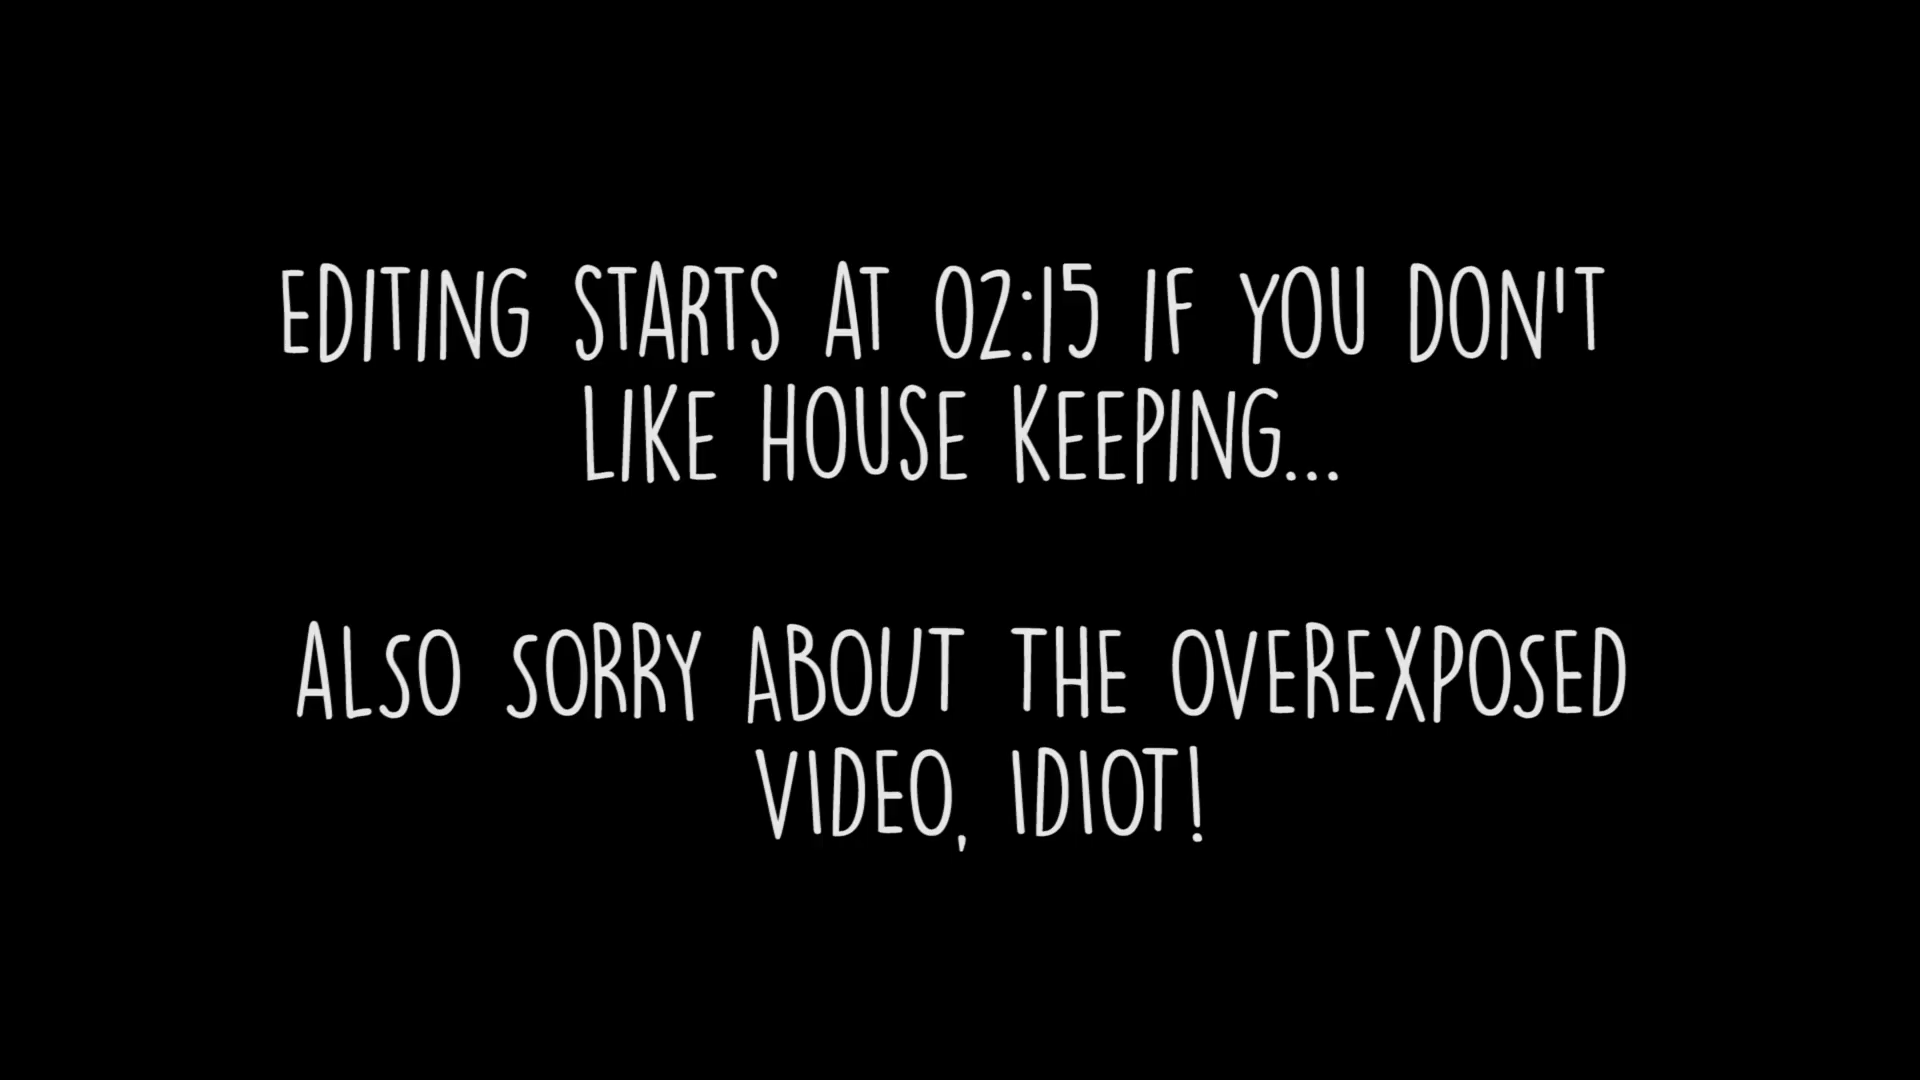 EDITING STARTS AT 02:15 IF YOU DON'T
LIKE HOUSE KEEPING...
ALSO SORRY ABOUT THE OVEREXPOSED
VIDEO, IDIOT!